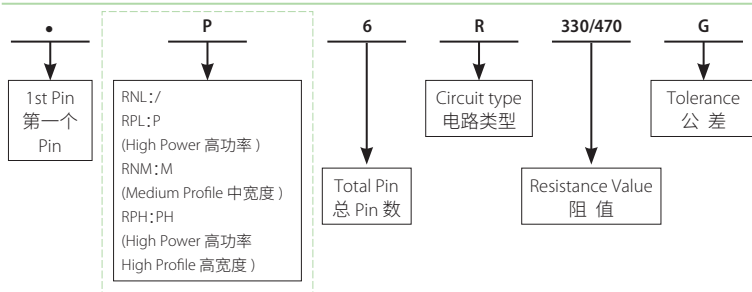 • P 6 R 330/470 G
1st Pin
第一个
Pin
RNL:/
RPL:P
(High Power 高功率 )
RNM:M
(Medium Profile 中宽度 )
RPH:PH
(High Power 高功率
High Profile 高宽度 )
Total Pin
总 Pin 数
Circuit type
电路类型
Resistance Value
阻 值
Tolerance
公 差